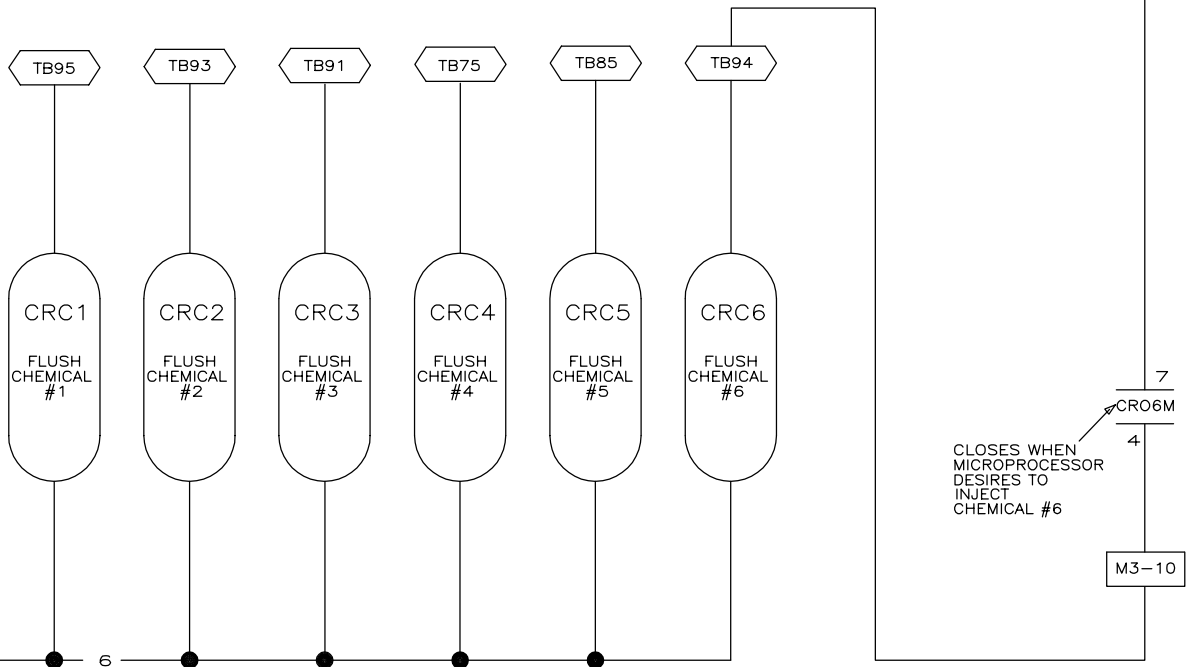 TB95
TB93
TB91
TB75
TB85
TB94
CRC1
FLUSH
CHEMICAL
#1
CRC2
FLUSH
CHEMICAL
#2
CRC3
FLUSH
CHEMICAL
#3
CRC4
FLUSH
CHEMICAL
#4
CRC5
FLUSH
CHEMICAL
#5
CRC6
FLUSH
CHEMICAL
#6
7
CRO6M
4
CLOSES WHEN
MICROPROCESSOR
DESIRES TO
INJECT
CHEMICAL #6
M3-10
6